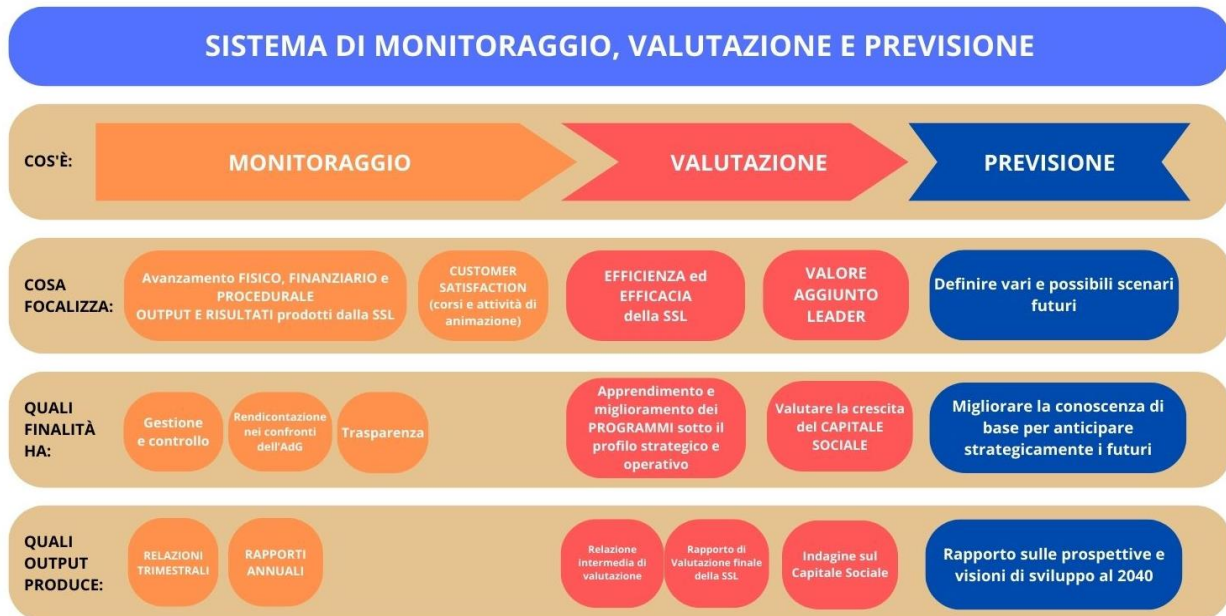 SISTEMA DI MONITORAGGIO, VALUTAZIONE E PREVISIONE
COS'È:
MONITORAGGIO
VALUTAZIONE
PREVISIONE
COSA
FOCALIZZA:
Avanzamento FISICO, FINANZIARIO e
PROCEDURALE
OUTPUT E RISULTATI prodotti dalla SSL
CUSTOMER
SATISFACTION
(corsi e attività di
animazione)
EFFICIENZA ed
EFFICACIA
della SSL
VALORE
AGGIUNTO
LEADER
Definire vari e possibili scenari
futuri
QUALI
FINALITÀ
HA:
Gestione
e controllo
Rendicontazione
nei confronti
dell'AdG
Trasparenza
Apprendimento e
miglioramento dei
PROGRAMMI sotto il
profilo strategico e
operativo
Valutare la crescita
del CAPITALE
SOCIALE
Migliorare la conoscenza di
base per anticipare
strategicamente i futuri
QUALI
OUTPUT
PRODUCE:
RELAZIONI
TRIMESTRALI
RAPPORTI
ANNUALI
Relazione
intermedia di
valutazione
Rapporto di
Valutazione finale
della SSL
Indagine sul
Capitale Sociale
Rapporto sulle prospettive e
visioni di sviluppo al 2040